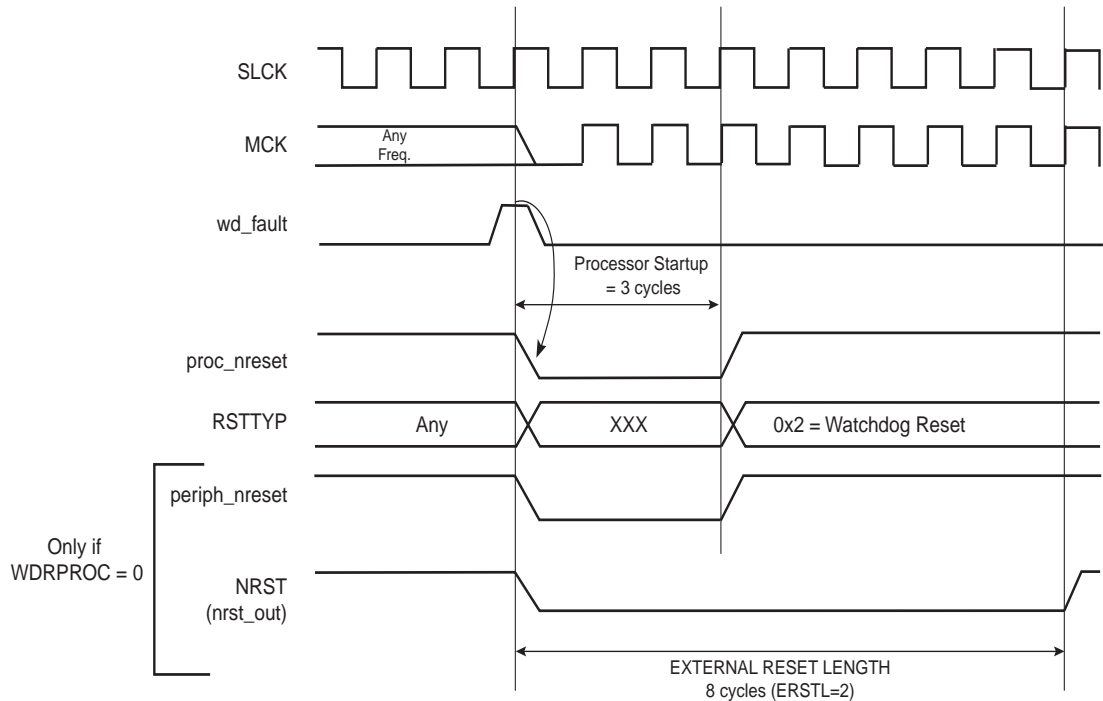 SLCK
MCK
Any
Freq.
wd_fault
Processor Startup
= 3 cycles
proc_nreset
RSTTYP
Any
XXX
0x2 = Watchdog Reset
periph_nreset
Only if
WDRPROC = 0
NRST
(nrst_out)
EXTERNAL RESET LENGTH
8 cycles (ERSTL=2)